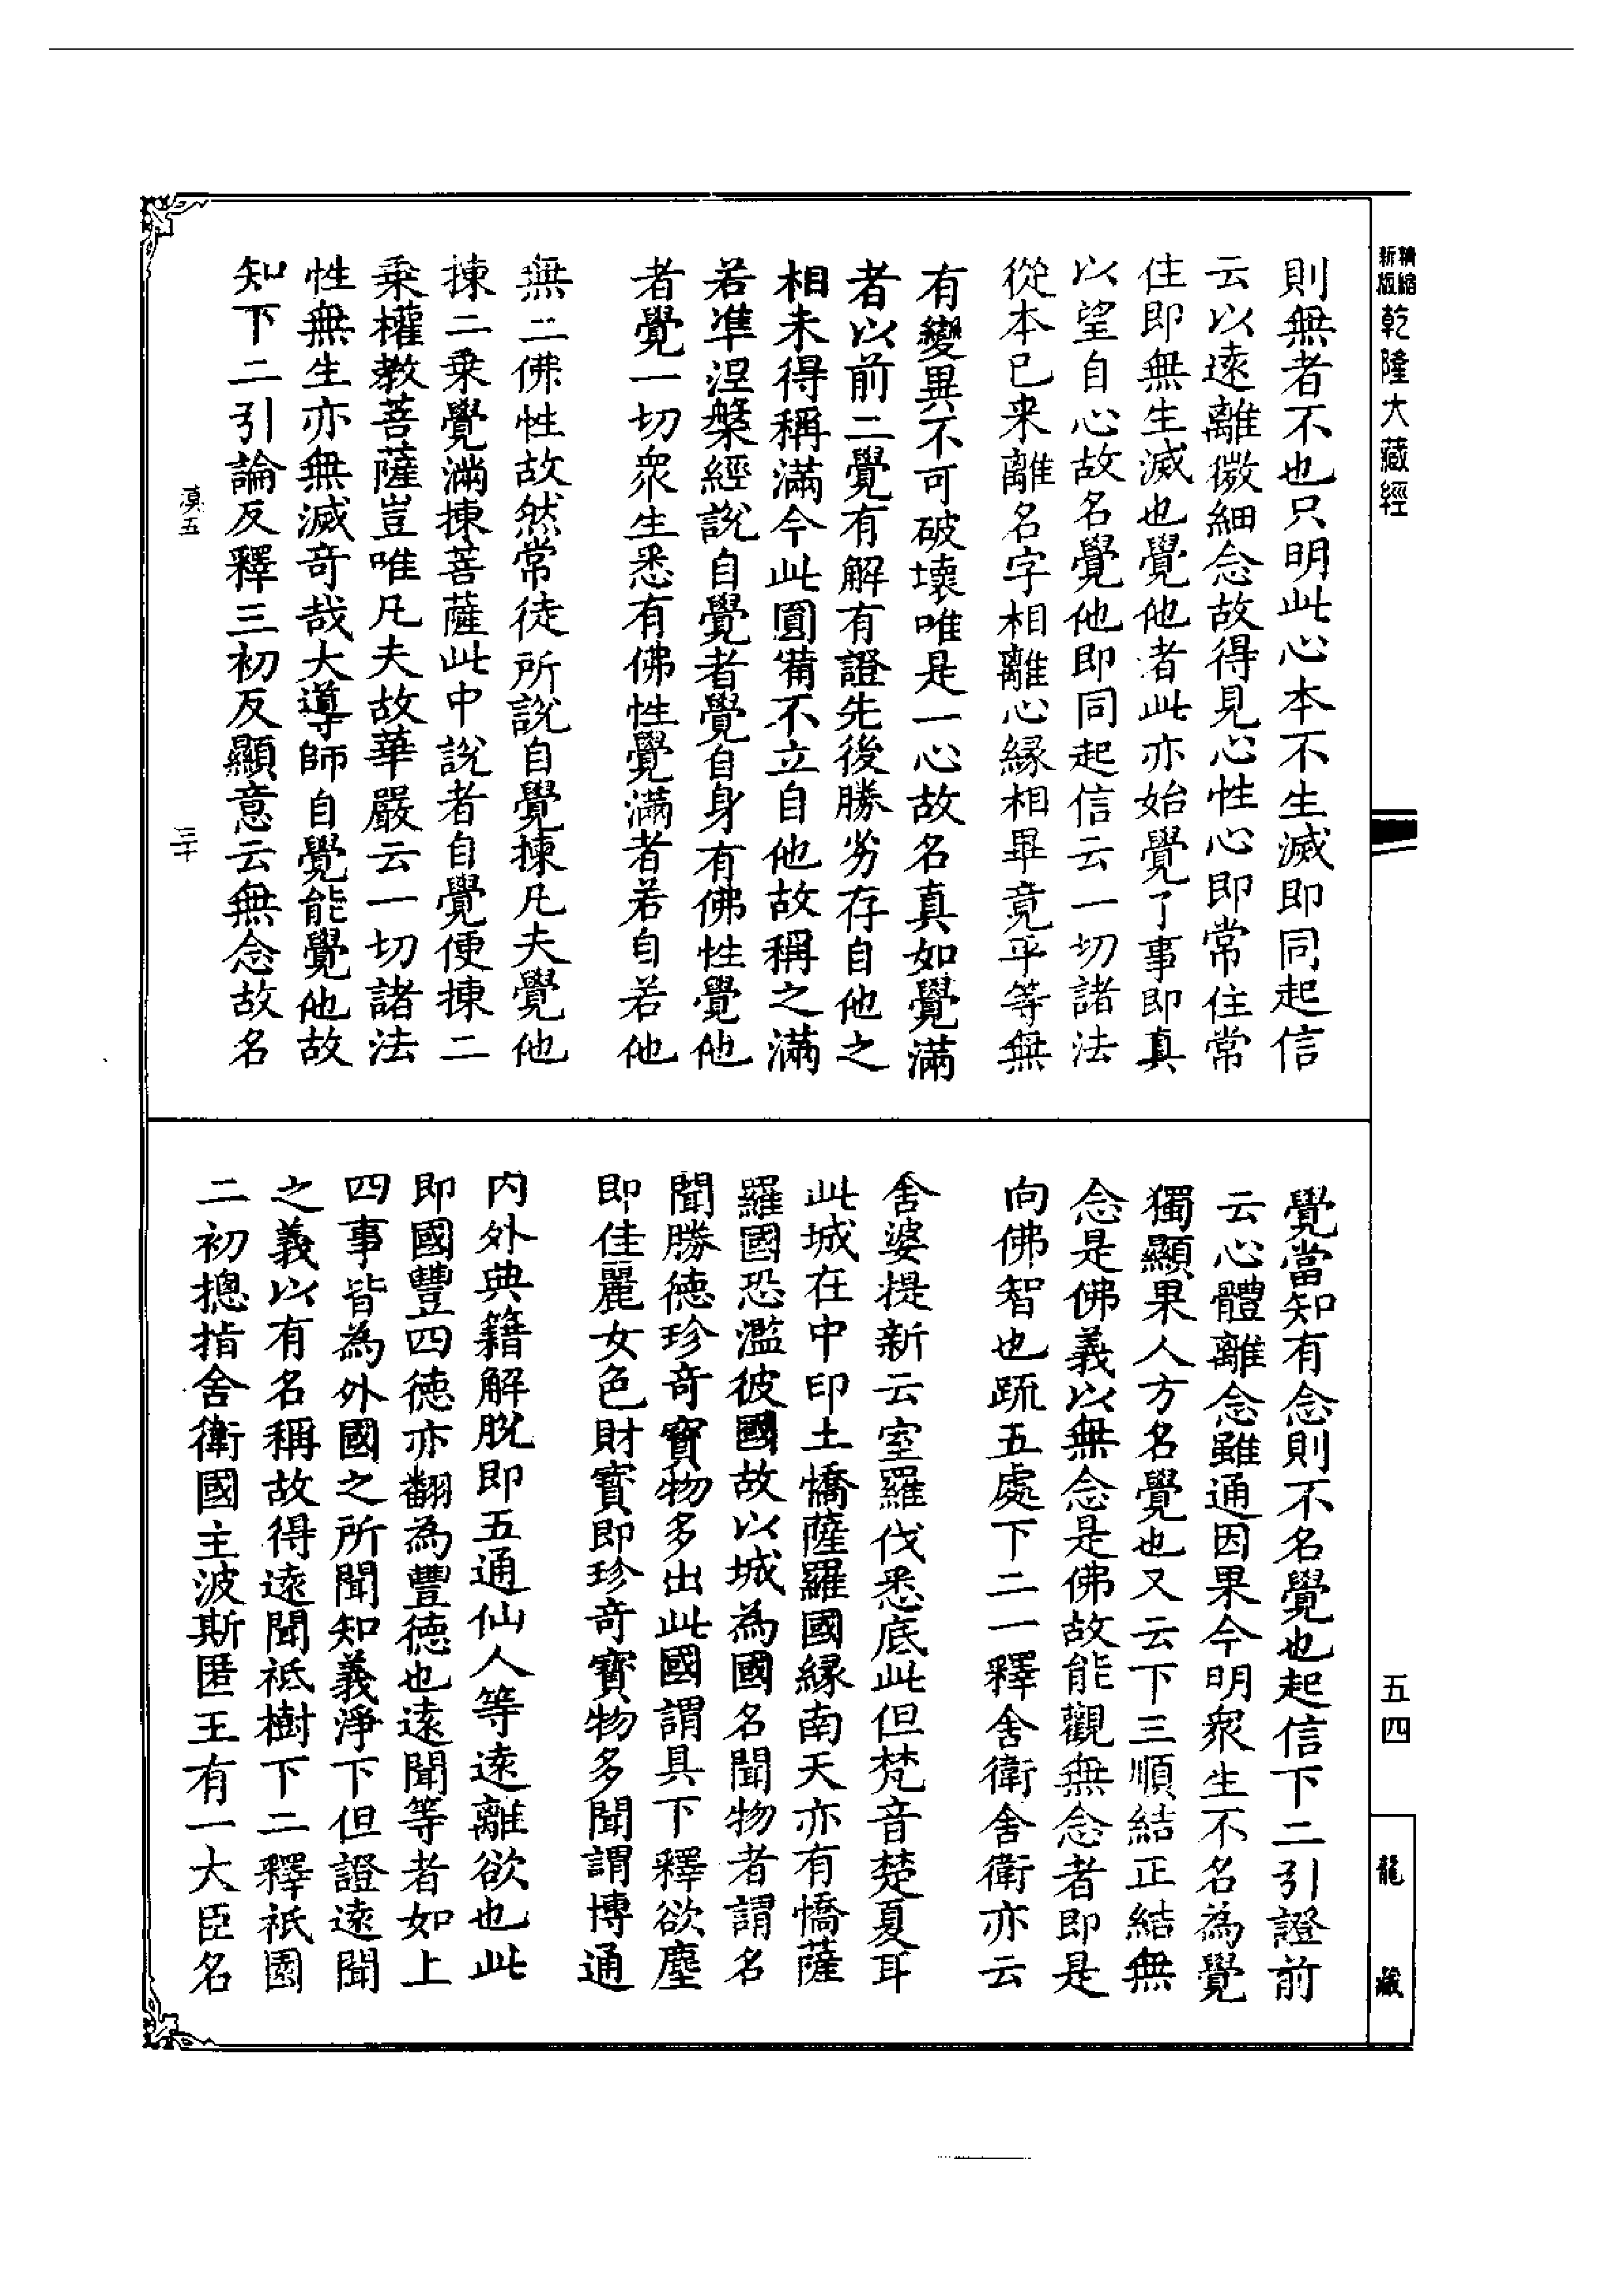 精縮新版乾隆大藏經
則無者不也只明此心本不生滅即同起信
云以遠離微細念故得見心性心即常住常
住即無生滅也覺他者此亦始覺了事即真
以望自心故名覺他即同起信云一切諸法
從本已来離名字相離心緣相畢竟平等無
有變異不可破壞唯是一心故名真如覺滿
者以前二覺有解有證先後勝劣存自他之
相未得稱滿今此圓備不立自他故稱之滿
若準涅槃經說自覺者覺自身有佛性覺他
者覺一切衆生悉有佛性覺滿者若自若他
無二佛性故然常徒所說自覺揀凡夫覺他
揀二乗覺滿揀菩薩此中說者自覺便揀二
乗權教菩薩豈唯凡夫故華嚴云一切諸法
性無生亦無滅奇哉大導師自覺能覺他故
知下二引論反釋三初反顯意云無念故名
漠五
三十
覺當知有念則不名覺也起信下二引證前
云心體離念雖通因果今明衆生不名為覺
獨顯果人方名覺也又云下三順結正結無
念是佛義以無念是佛故能觀無念者即是
向佛智也疏五處下二一釋舍衛舍衛亦云
舍婆提新云室羅伐悉底此但梵音楚夏耳
此城在中印土憍薩羅國緣南天亦有憍薩
羅國恐濫彼國故以城為國名聞物者謂名
聞勝德珍奇寶物多出此國謂具下釋欲塵
即佳麗女色財寶即珍奇寶物多聞謂博通
内外典籍解脫即五通仙人等遠離欲也此
即國豐四德亦翻為豐德也遠聞等者如上
四事皆為外國之所聞知義淨下但證遠聞
之義以有名稱故得遠聞祗樹下二釋祇園
二初摠指舍衛國主波斯匿王有一大臣名
五四
龍藏